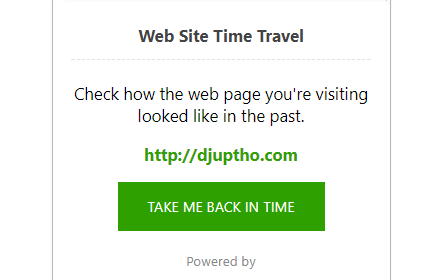 Web Site Time Travel
Check how the web page you're visiting
looked like in the past.
http://djuptho.com
TAKE ME BACK IN TIME
Powered by